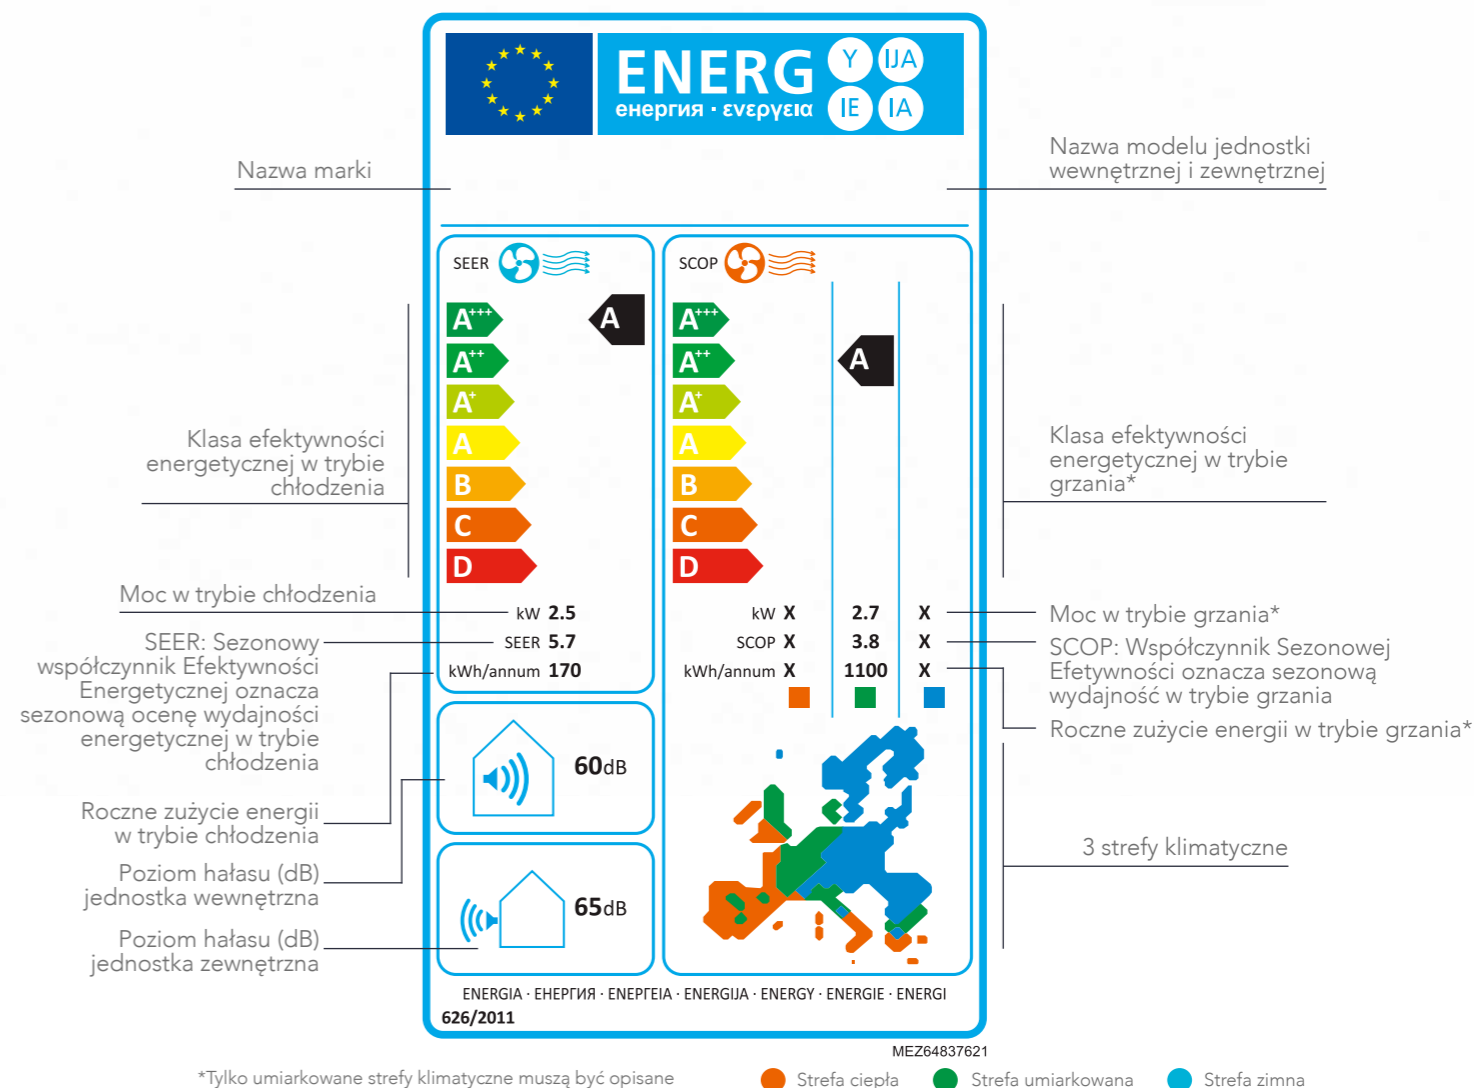 ENERG Y IJA
енергия · ενεργεια IE IA
Nazwa marki
Nazwa modelu jednostki
wewnętrznej i zewnętrznej
SEER
SCOP
A+++
A++
A+
A
B
C
D
A
A+++
A++
A+
A
B
C
D
A
Klasa efektywności
energetycznej w trybie
chłodzenia
Klasa efektywności
energetycznej w trybie
grzania*
Moc w trybie chłodzenia
SEER: Sezonowy
współczynnik Efektywności
Energetycznej oznacza
sezonową ocenę wydajności
energetycznej w trybie
chłodzenia
Roczne zużycie energii
w trybie chłodzenia
Poziom hałasu (dB)
jednostka wewnętrzna
Poziom hałasu (dB)
jednostka zewnętrzna
kW 2.5
SEER 5.7
kWh/annum 170
kW X 2.7 X
SCOP X 3.8 X
kWh/annum X 1100 X
Moc w trybie grzania*
SCOP: Współczynnik Sezonowej
Efetywności oznacza sezonową
wydajność w trybie grzania
Roczne zużycie energii w trybie grzania*
60dB
65dB
3 strefy klimatyczne
ENERGIA · ЕНЕРГИЯ · ΕΝΕΡΓΕΙΑ · ENERGIJA · ENERGY · ENERGIE · ENERGI
626/2011
MEZ64837621
*Tylko umiarkowane strefy klimatyczne muszą być opisane
Strefa ciepła
Strefa umiarkowana
Strefa zimna